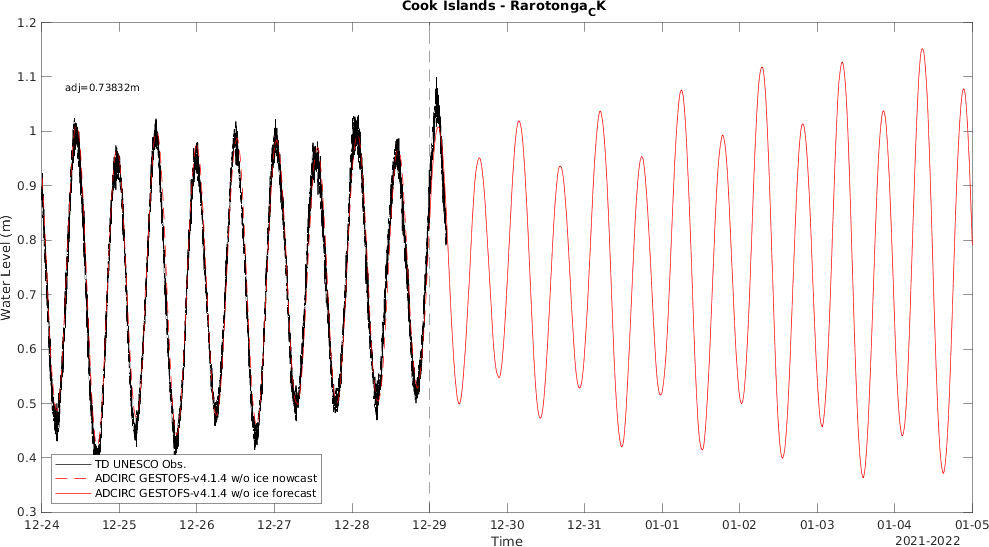 Cook Islands - Rarotonga_CK
adj=0.73832m
Water Level (m)
1.2
1.1
1
0.9
0.8
0.7
0.6
0.5
0.4
0.3
TD UNESCO Obs.
ADCIRC GESTOFS-v4.1.4 w/o ice nowcast
ADCIRC GESTOFS-v4.1.4 w/o ice forecast
12-24 12-25 12-26 12-27 12-28 12-29 12-30 12-31 01-01 01-02 01-03 01-04 01-05
Time
2021-2022